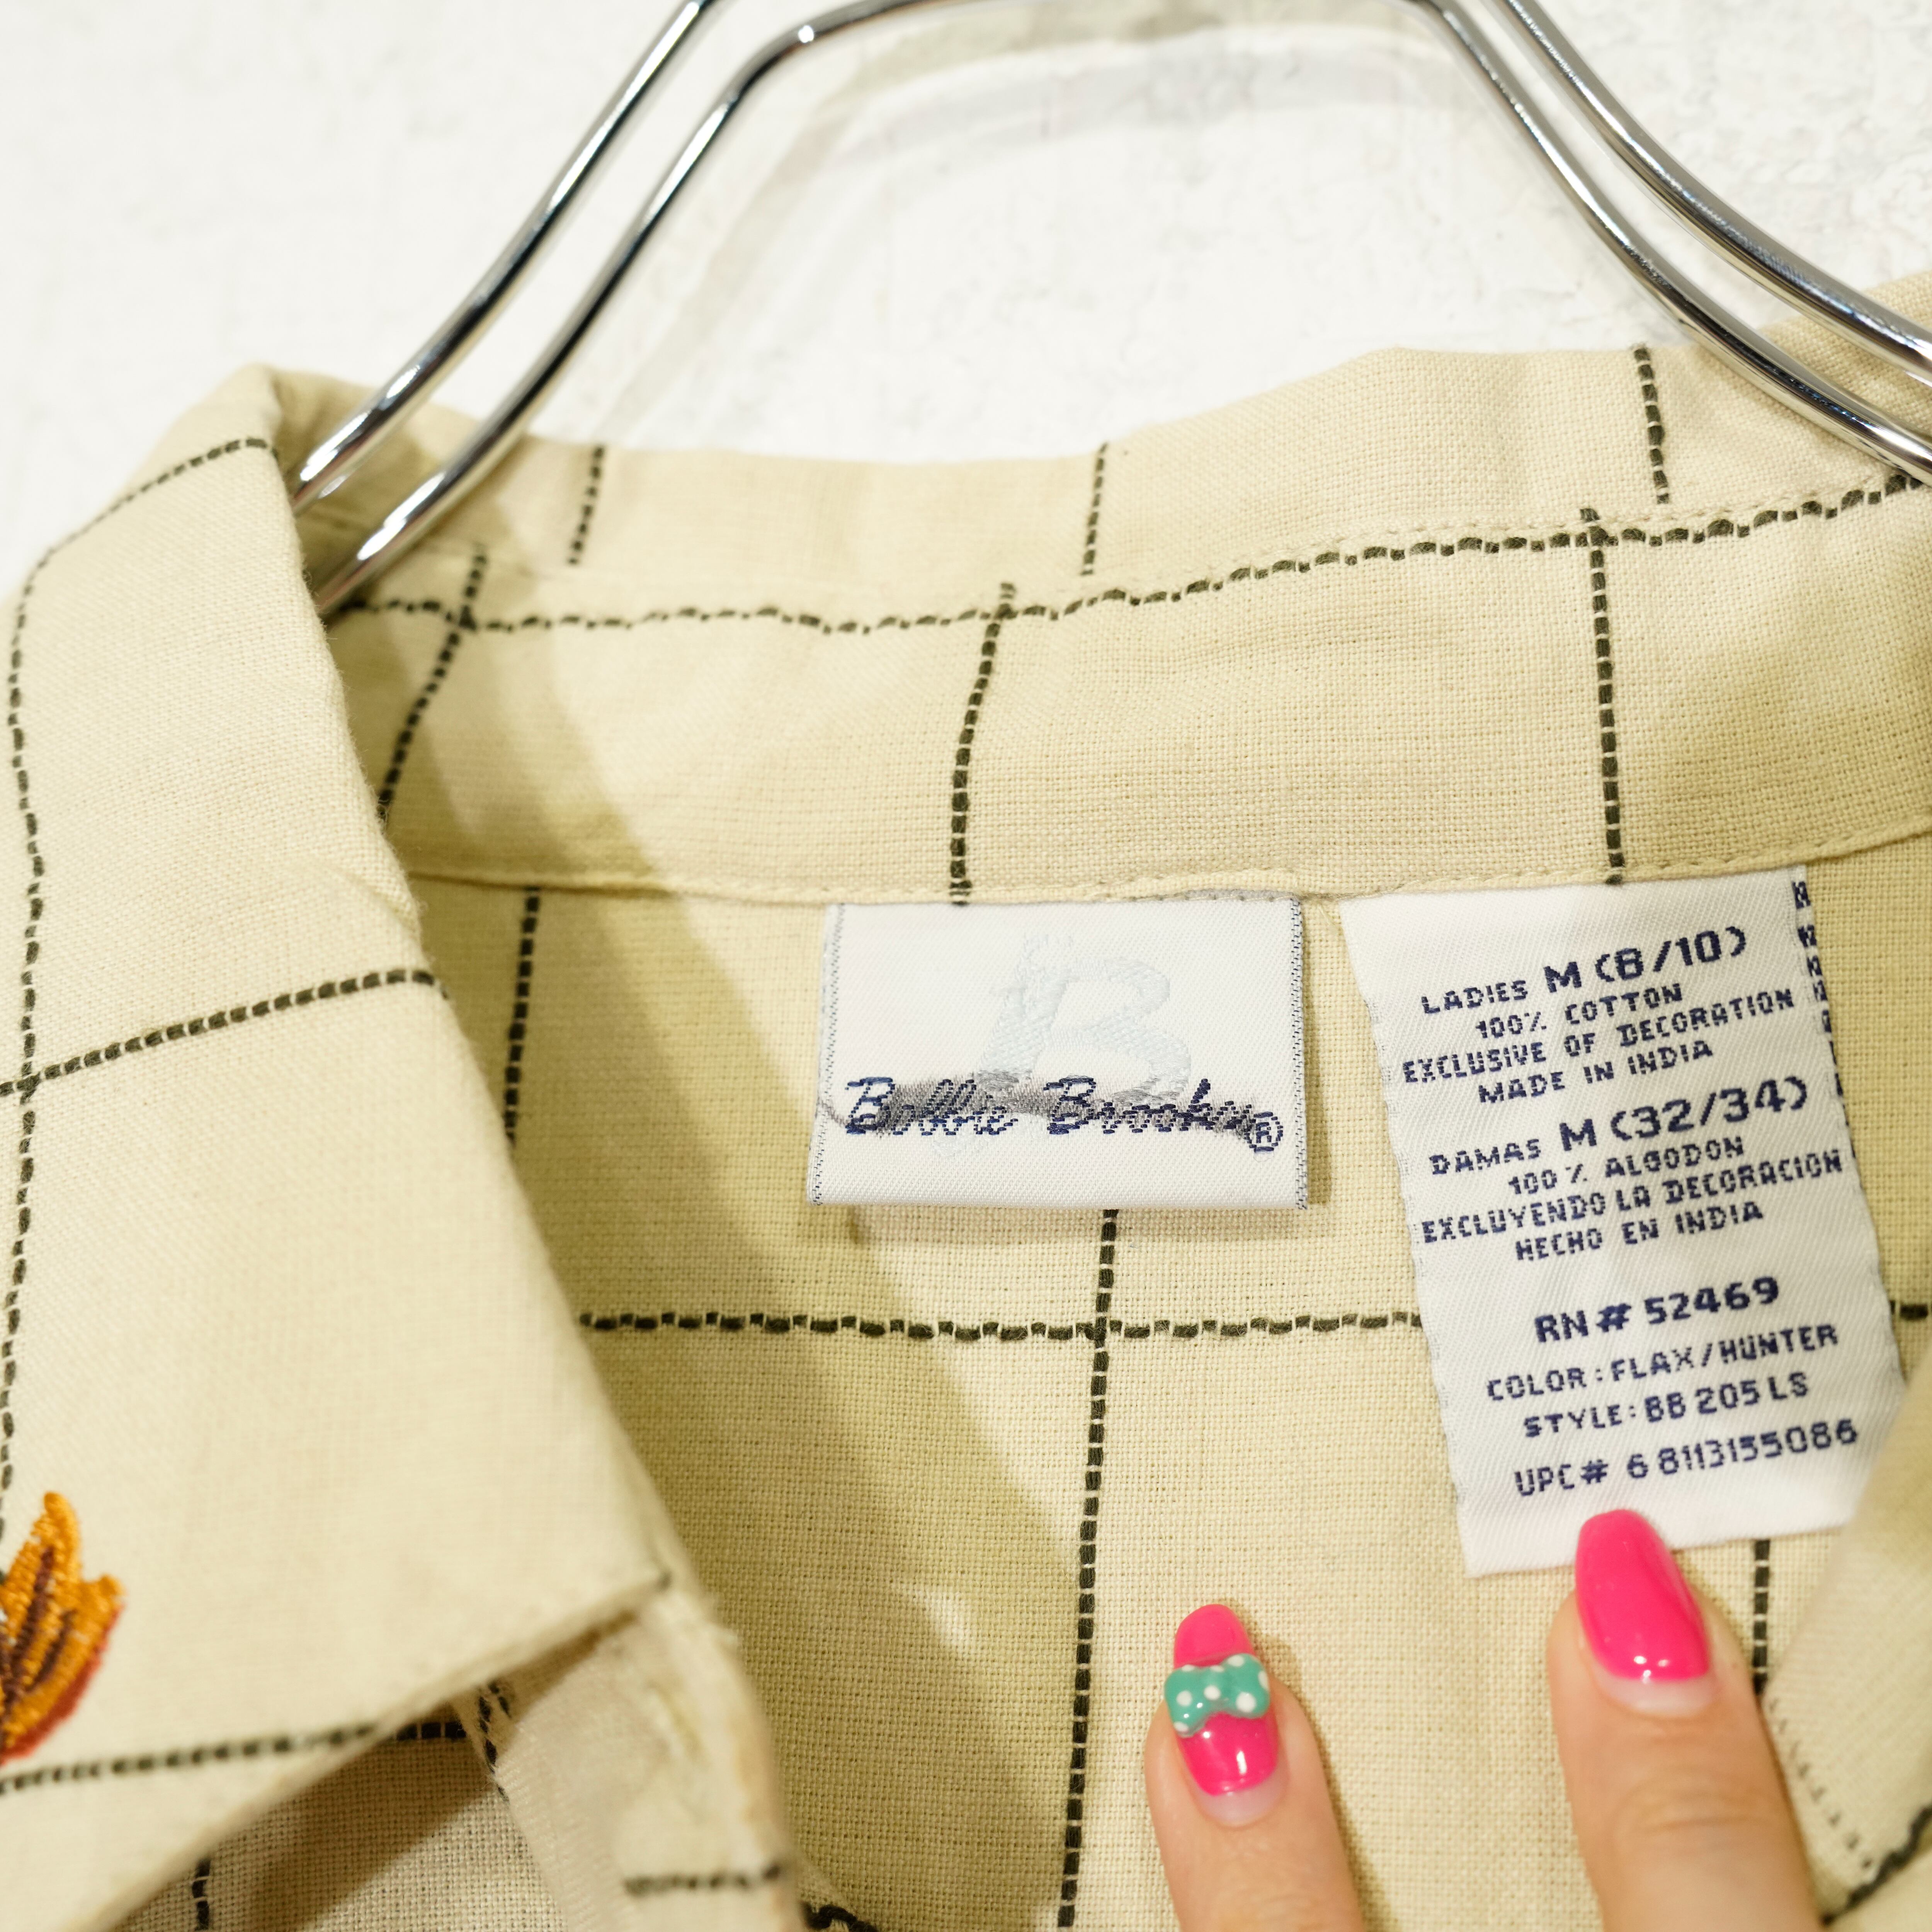 B
Bobbie Brooks®
LADIES M (8/10)
100% COTTON
EXCLUSIVE OF DECORATION
MADE IN INDIA
DAMAS M (32/34)
100% ALGODON
EXCLUYENDO LA DECORACION
HECHO EN INDIA
RN # 52469
COLOR : FLAX/HUNTER
STYLE: BB 205 LS
UPC# 6 8113155086